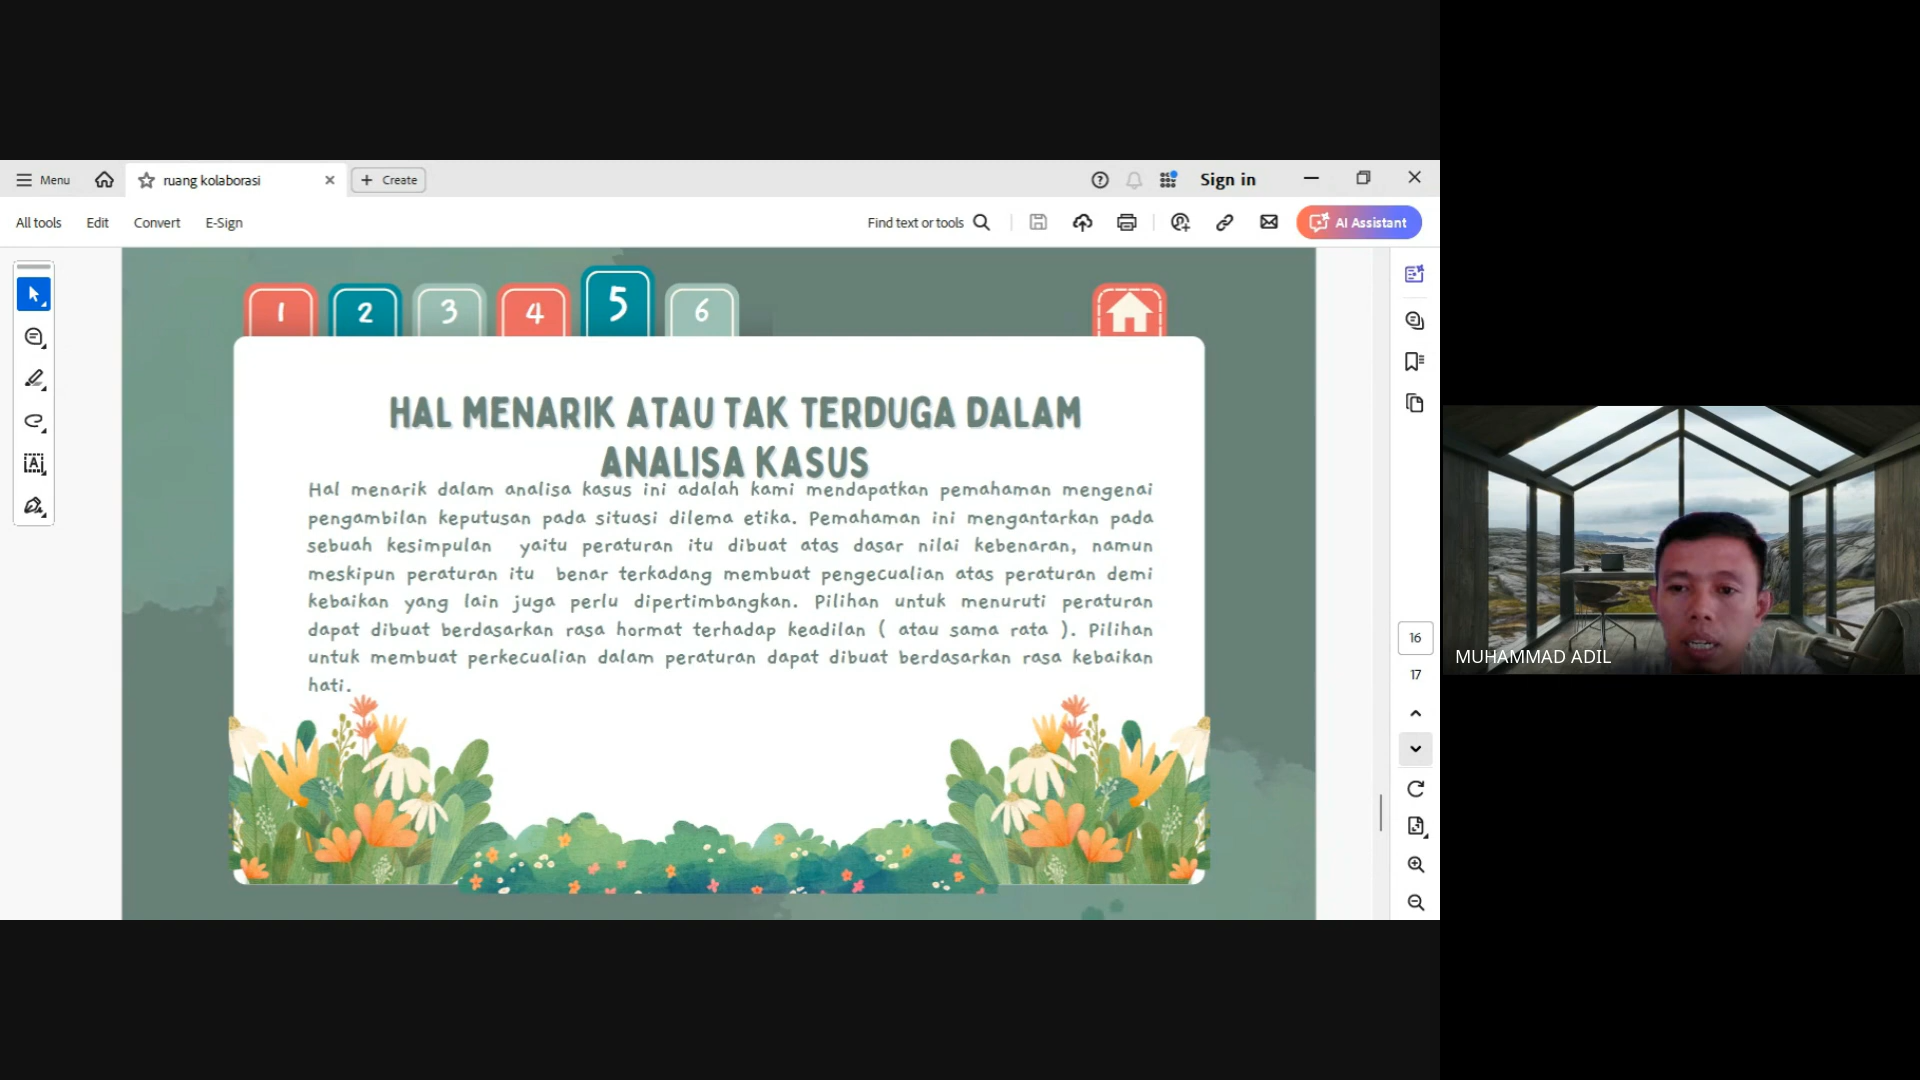 Menu
ruang kolaborasi
Create
Sign in
All tools
Edit
Convert
E-Sign
Find text or tools
AI Assistant
1
2
3
4
5
6
HAL MENARIK ATAU TAK TERDUGA DALAM
ANALISA KASUS
Hal menarik dalam analisa kasus ini adalah kami mendapatkan pemahaman mengenai
pengambilan keputusan pada situasi dilema etika. Pemahaman ini mengantarkan pada
sebuah kesimpulan yaitu peraturan itu dibuat atas dasar nilai kebenaran, namun
meskipun peraturan itu benar terkadang membuat pengecualian atas peraturan demi
kebaikan yang lain juga perlu dipertimbangkan. Pilihan untuk menuruti peraturan
dapat dibuat berdasarkan rasa hormat terhadap keadilan ( atau sama rata ). Pilihan
untuk membuat perkecualian dalam peraturan dapat dibuat berdasarkan rasa kebaikan
hati.
16
17
MUHAMMAD ADIL